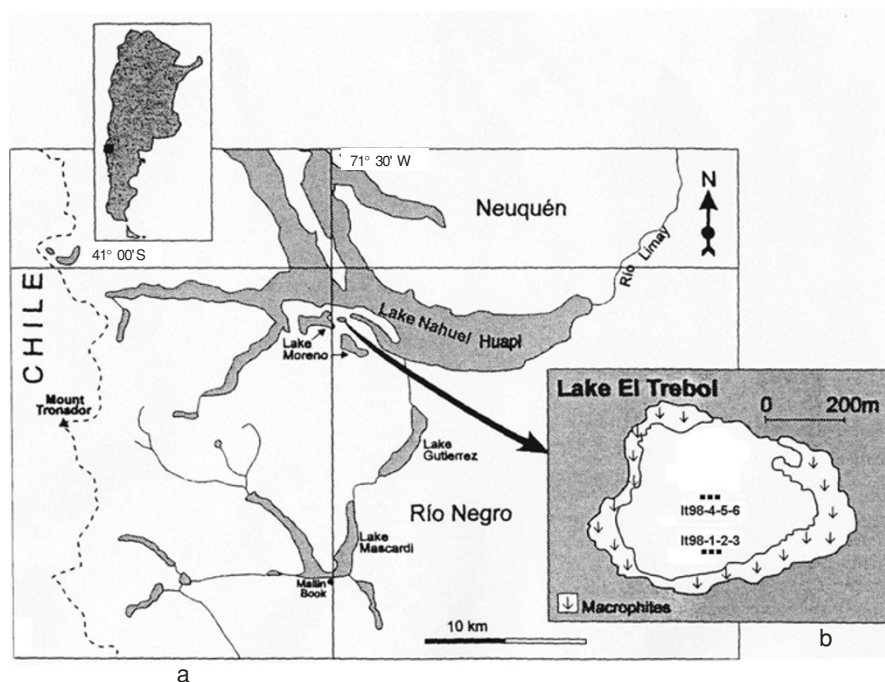 71° 30' W
N
Neuquén
41° 00'S
Río Limay
CHILE
Lake Nahuel Huapi
Lake
Moreno
Mount
Tronador
Lake El Trebol
0 200m
Lake
Gutierrez
lt98-4-5-6
Río Negro
lt98-1-2-3
Lake
Mascardi
Mallin
Book
Macrophites
10 km
b
a